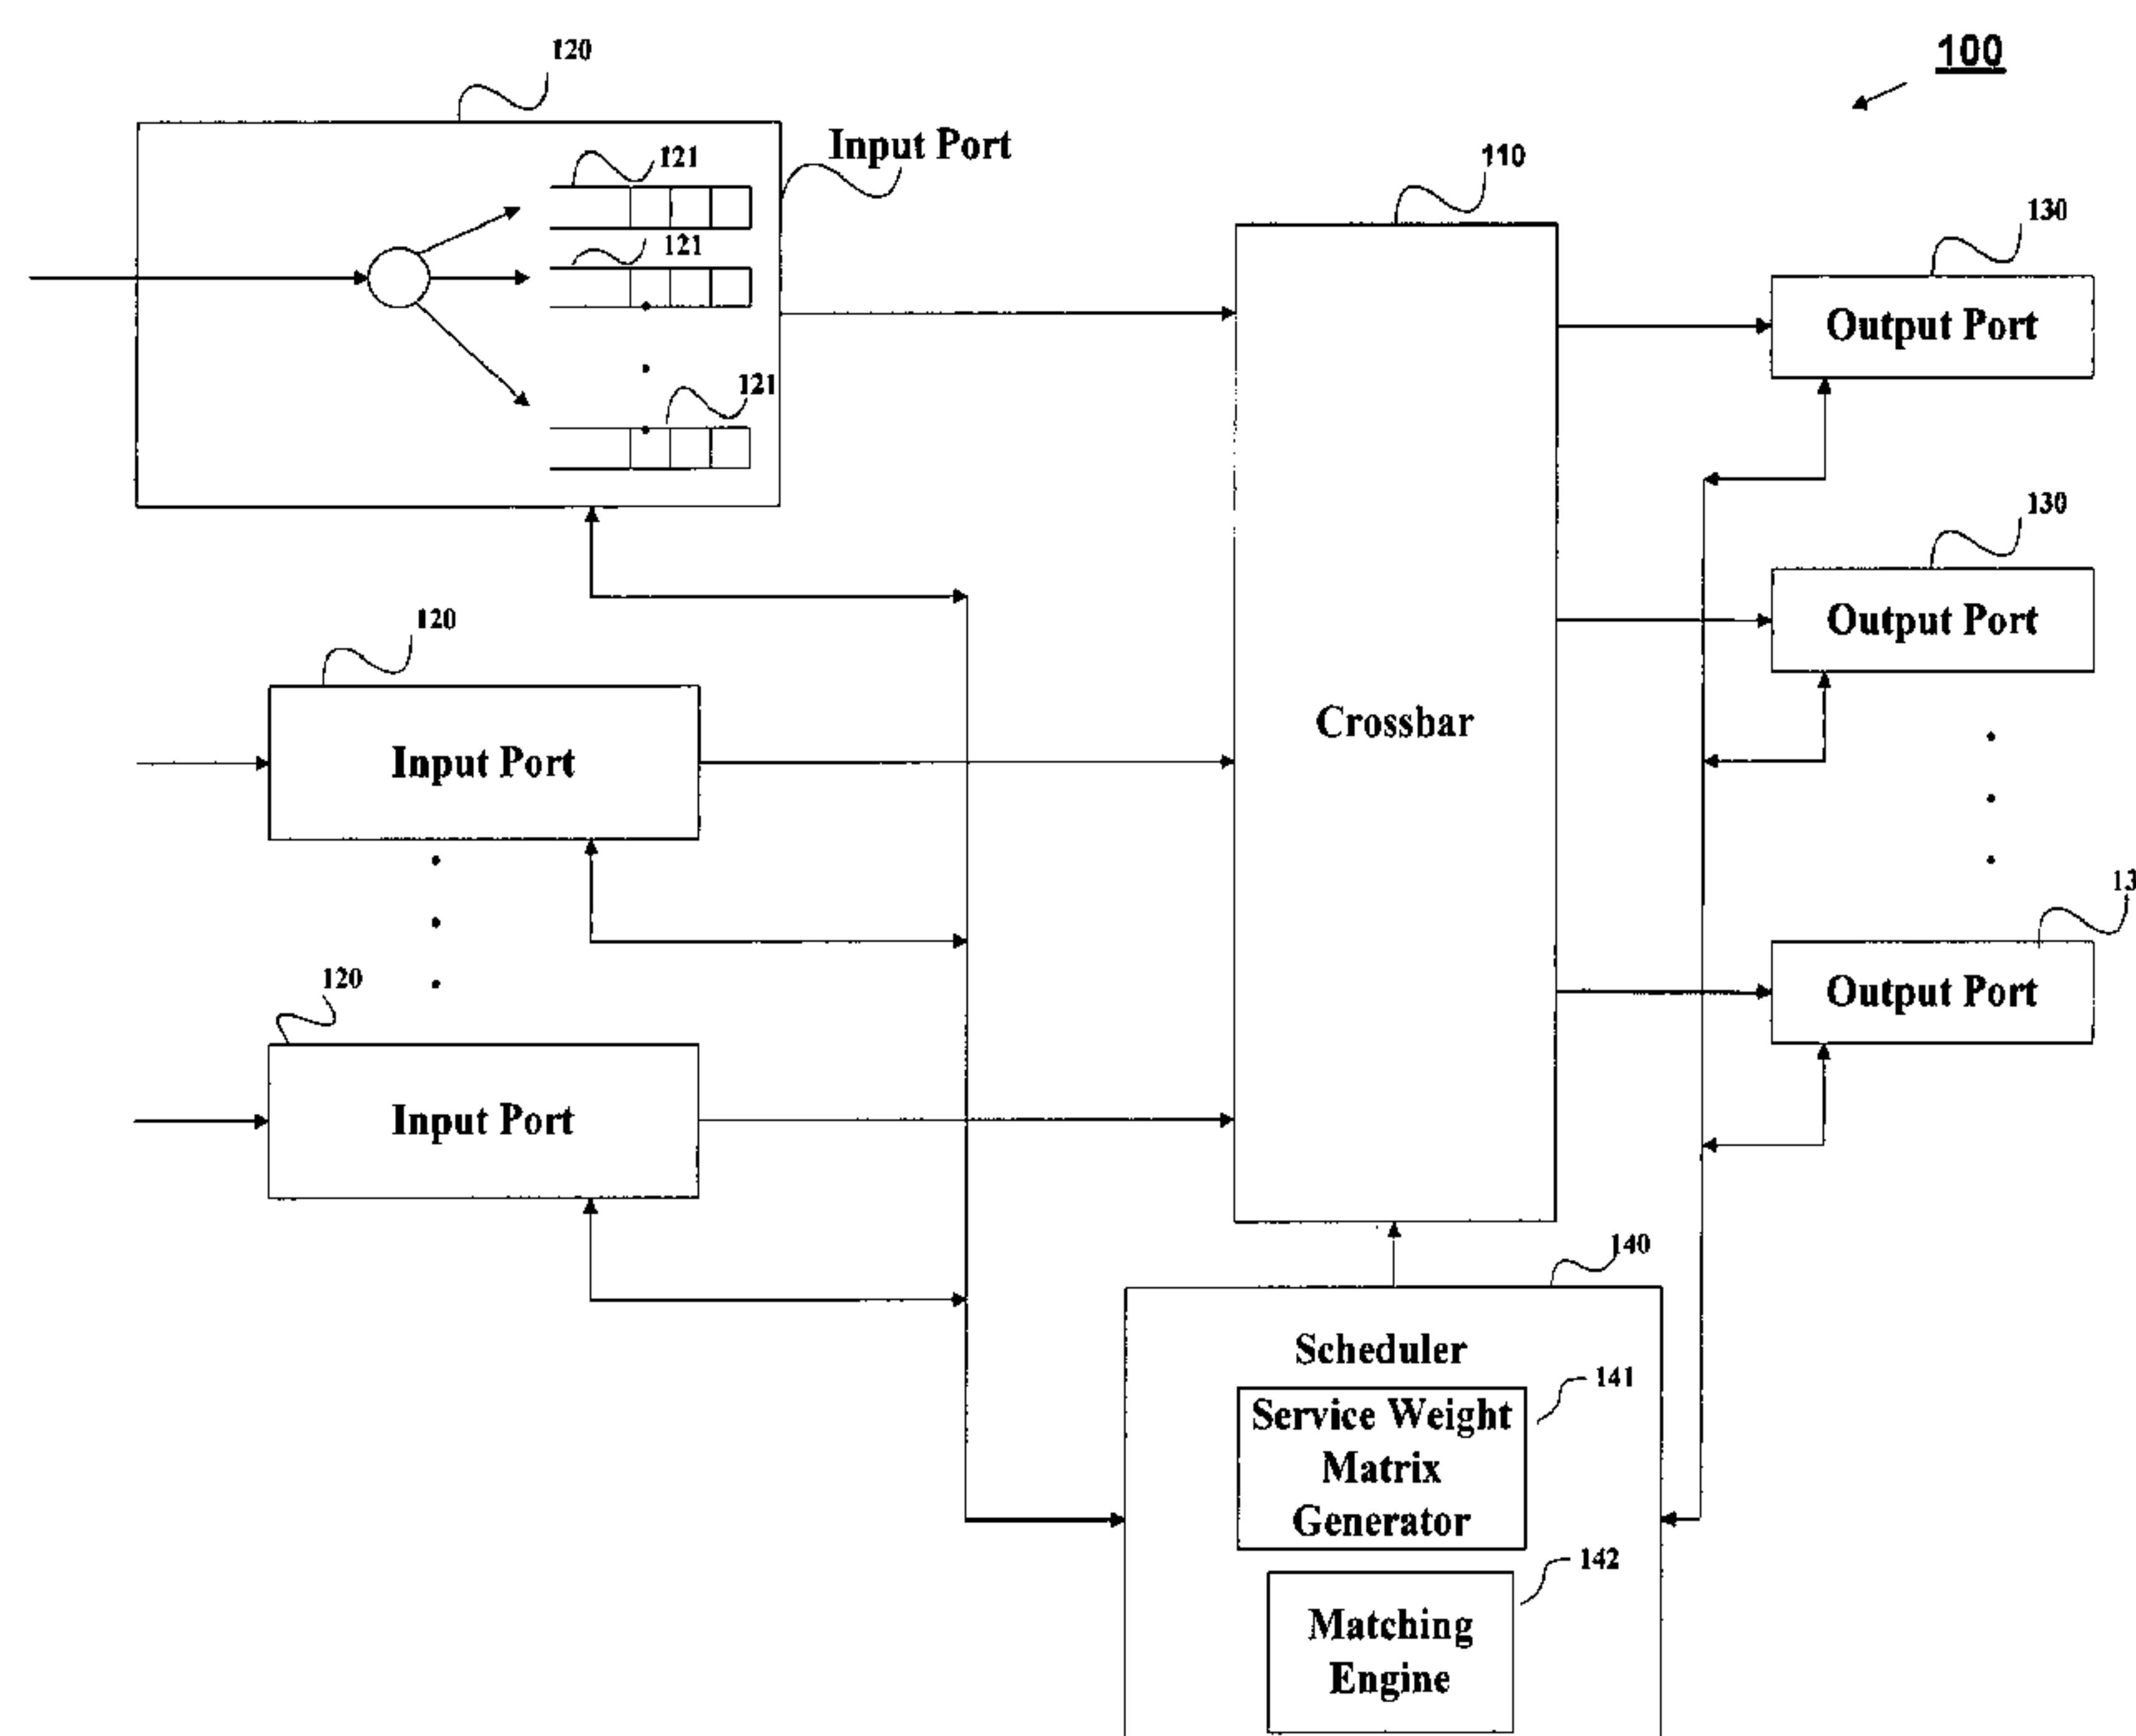 120
100
121
Input Port
110
121
130
Output Port
121
130
Output Port
120
Crossbar
Input Port
13
120
Output Port
Input Port
140
Scheduler
141
Service Weight
Matrix
Generator
142
Matching
Engine